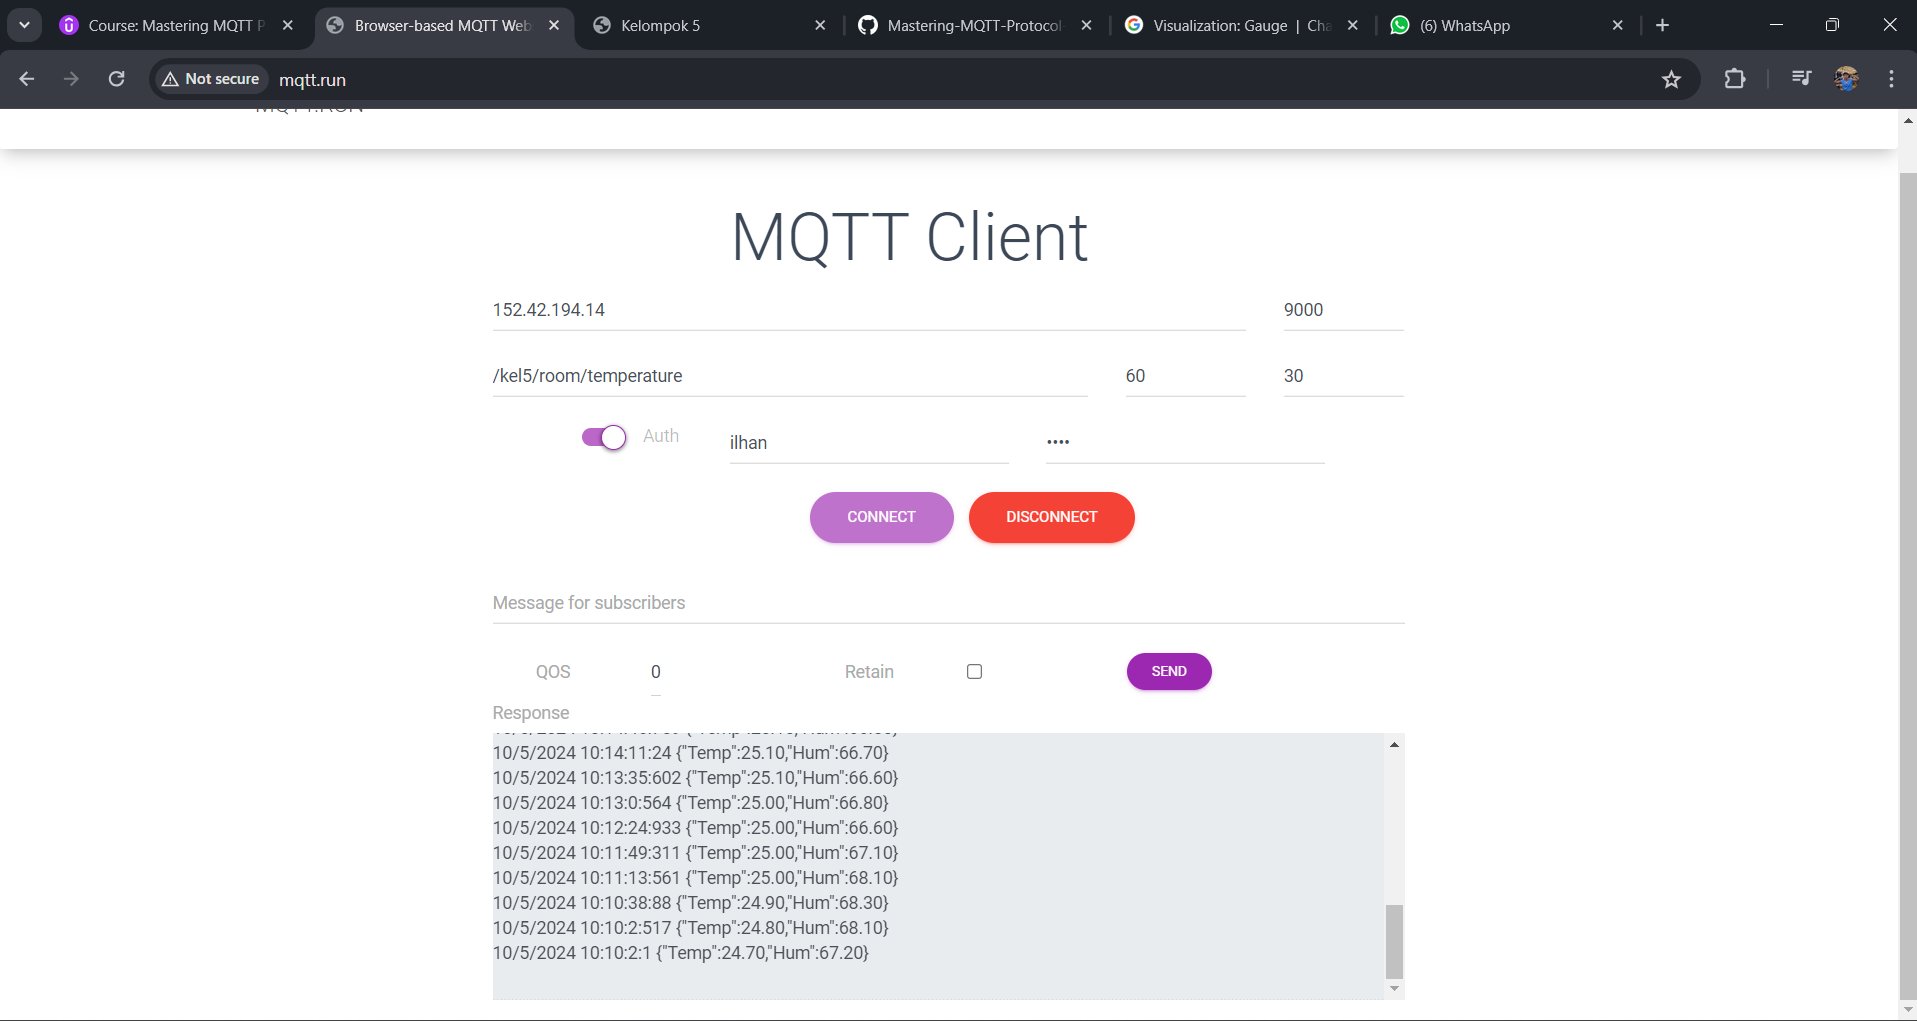 Course: Mastering MQTT P
Browser-based MQTT Web
Kelompok 5
Mastering-MQTT-Protocol
Visualization: Gauge | Cha
(6) WhatsApp
Not secure
mqtt.run
MQTT.RUN
MQTT Client
152.42.194.14 9000
/kel5/room/temperature 60 30
Auth ilhan ••••
CONNECT DISCONNECT
Message for subscribers
QOS 0 Retain SEND
Response
10/5/2024 10:14:11:24 {"Temp":25.10,"Hum":66.70}
10/5/2024 10:13:35:602 {"Temp":25.10,"Hum":66.60}
10/5/2024 10:13:0:564 {"Temp":25.00,"Hum":66.80}
10/5/2024 10:12:24:933 {"Temp":25.00,"Hum":66.60}
10/5/2024 10:11:49:311 {"Temp":25.00,"Hum":67.10}
10/5/2024 10:11:13:561 {"Temp":25.00,"Hum":68.10}
10/5/2024 10:10:38:88 {"Temp":24.90,"Hum":68.30}
10/5/2024 10:10:2:517 {"Temp":24.80,"Hum":68.10}
10/5/2024 10:10:2:1 {"Temp":24.70,"Hum":67.20}